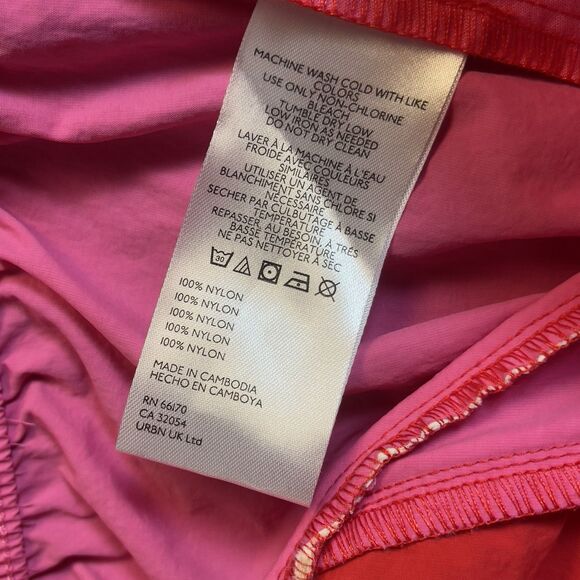 MACHINE WASH COLD WITH LIKE
COLORS
USE ONLY NON-CHLORINE
BLEACH
TUMBLE DRY LOW
LOW IRON AS NEEDED
DO NOT DRY CLEAN
LAVER À LA MACHINE À L'EAU
FROIDE AVEC COULEURS
SIMILAIRES
UTILISER UN AGENT DE
BLANCHIMENT SANS CHLORE SI
NÉCESSAIRE
SECHER PAR CULBUTAGE À BASSE
TEMPÉRATURE
REPASSER, AU BESOIN, À TRÉS
BASSE TEMPÉRATURE
NE PAS NETTOYER À SEC
30
100% NYLON
100% NYLON
100% NYLON
100% NYLON
100% NYLON
MADE IN CAMBODIA
HECHO EN CAMBOYA
RN 66170
CA 32054
URBN UK Ltd